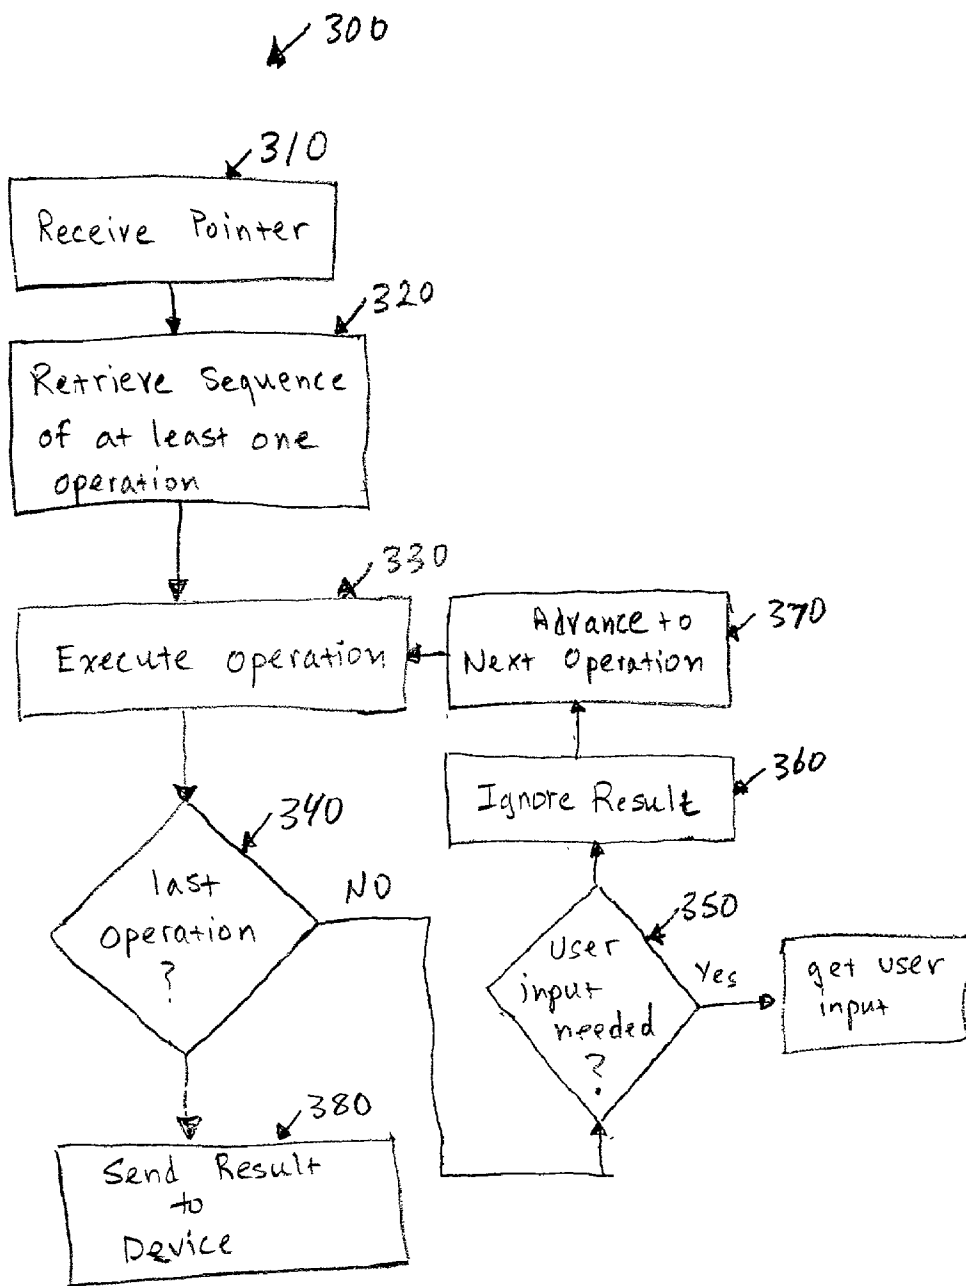 300
310
Receive Pointer
320
Retrieve Sequence
of at least one
operation
330
Execute operation
Advance to
Next Operation
370
Ignore Result
360
340
last
operation
?
NO
350
User
input
needed
?
Yes
get user
input
380
Send Result
to
Device